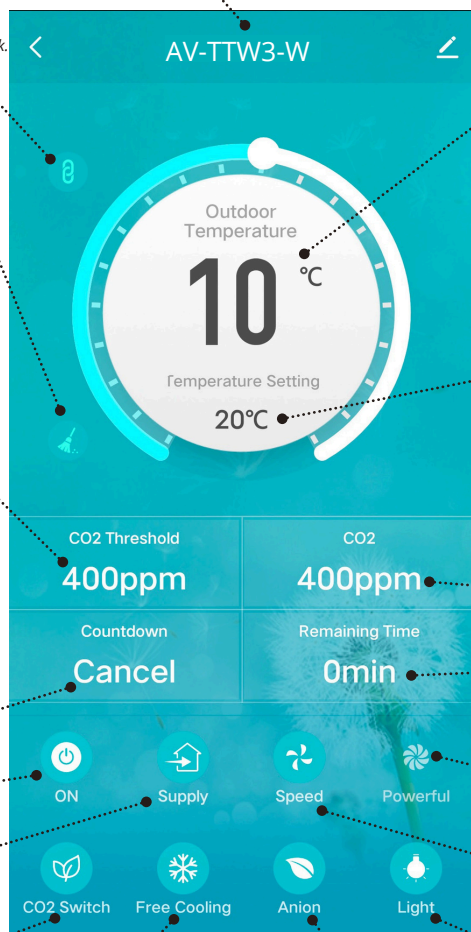 AV-TTW3-W
k.
Outdoor
Temperature
10 °C
Temperature Setting
20°C
CO2 Threshold
400ppm
CO2
400ppm
Countdown
Cancel
Remaining Time
0min
ON
Supply
Speed
Powerful
CO2 Switch
Free Cooling
Anion
Light